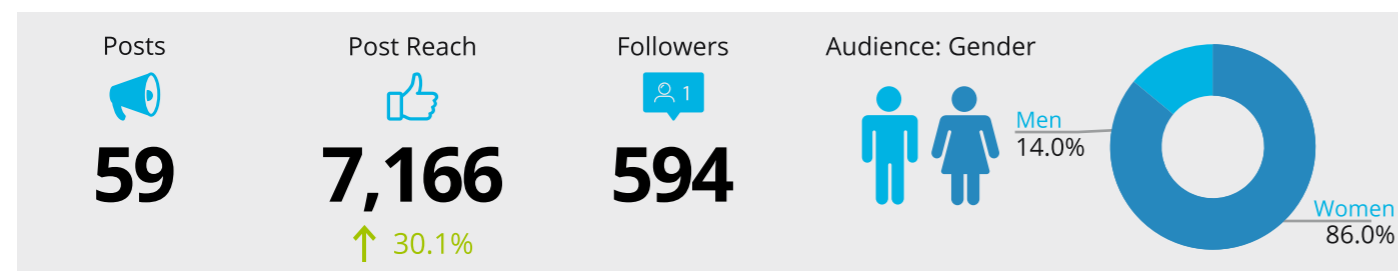 Posts
Post Reach
Followers
Audience: Gender
1
59
7,166
594
30.1%
Men
14.0%
Women
86.0%